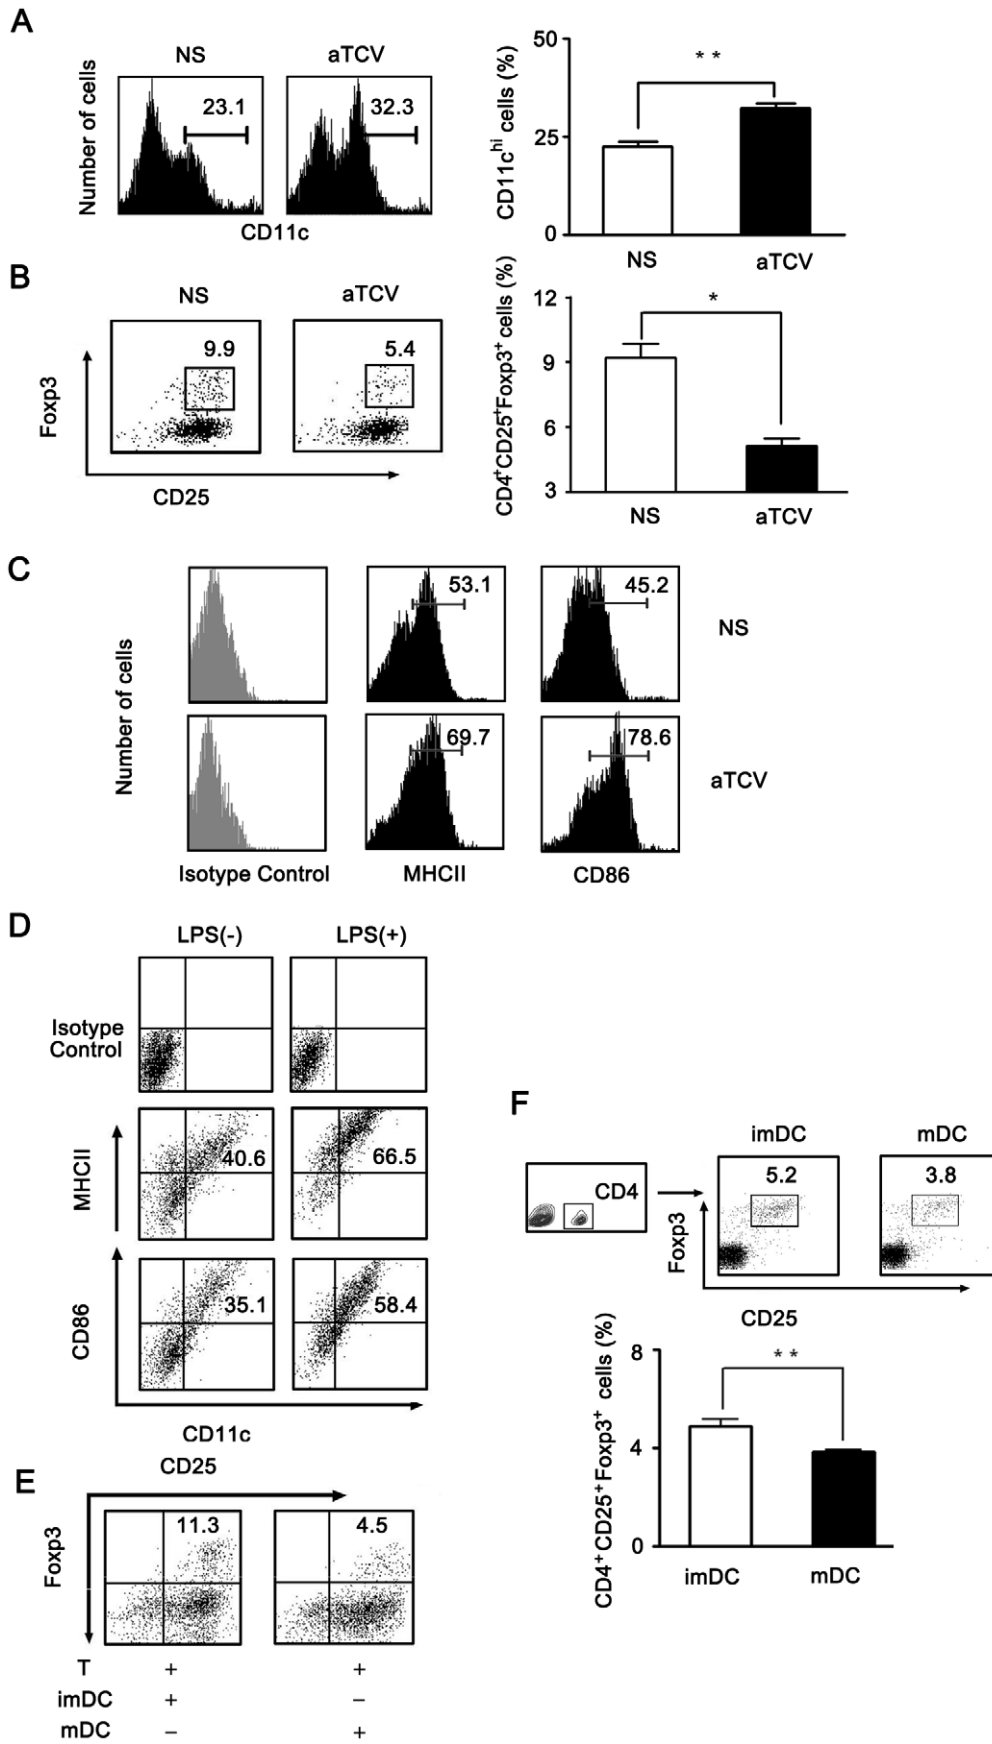 A
NS
aTCV
Number of cells
23.1
32.3
CD11c
CD11c^hi cells (%)
50
25
0
* *
NS
aTCV
B
NS
aTCV
Foxp3
9.9
5.4
CD25
CD4⁺CD25⁺Foxp3⁺ cells (%)
12
9
6
3
*
NS
aTCV
C
Number of cells
53.1
45.2
NS
69.7
78.6
aTCV
Isotype Control
MHCII
CD86
D
LPS(-)
LPS(+)
Isotype
Control
MHCII
40.6
66.5
CD86
35.1
58.4
CD11c
E
CD25
Foxp3
11.3
4.5
T + +
imDC + −
mDC − +
F
imDC
mDC
CD4
5.2
3.8
Foxp3
CD25
CD4⁺CD25⁺Foxp3⁺ cells (%)
8
4
0
* *
imDC
mDC